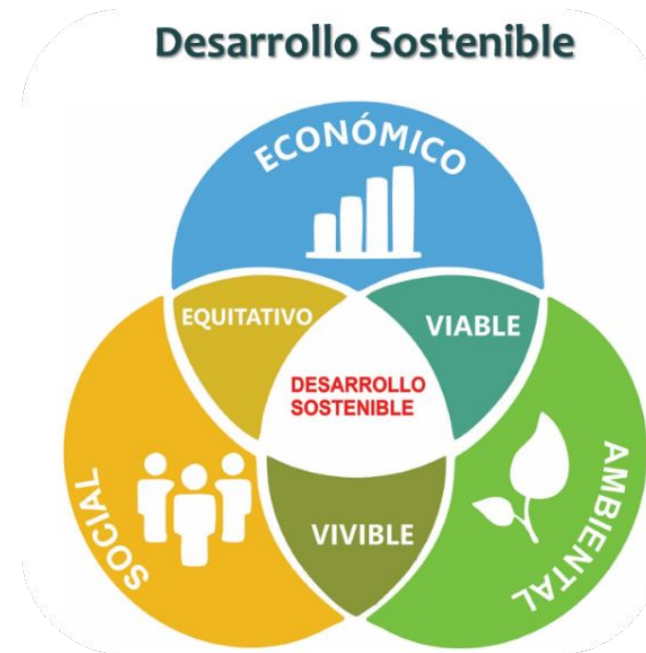 Desarrollo Sostenible
ECONÓMICO
EQUITATIVO
VIABLE
DESARROLLO
SOSTENIBLE
SOCIAL
VIVIBLE
AMBIENTAL